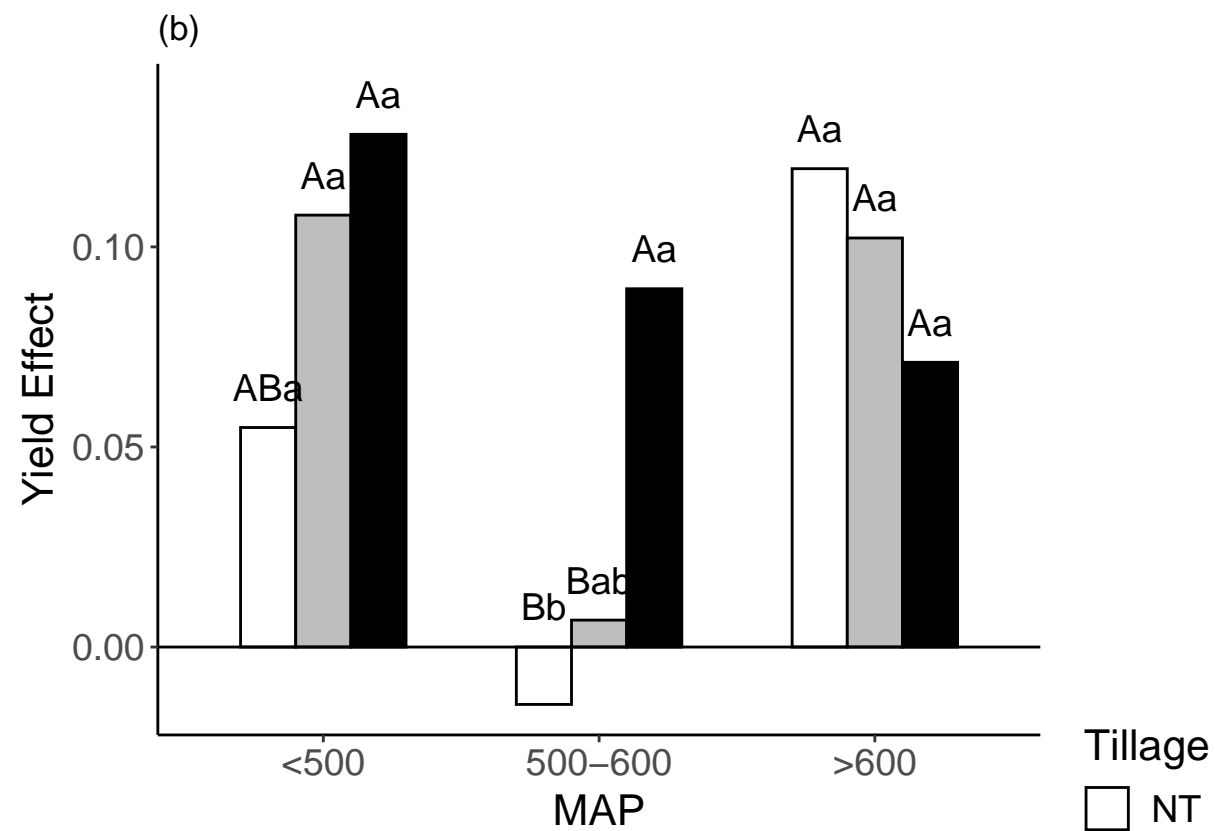 (b)
Aa
Aa
Aa
Aa
Aa
Aa
ABa
Bb
Bab
0.10
0.05
0.00
Yield Effect
<500
500–600
>600
MAP
Tillage
NT